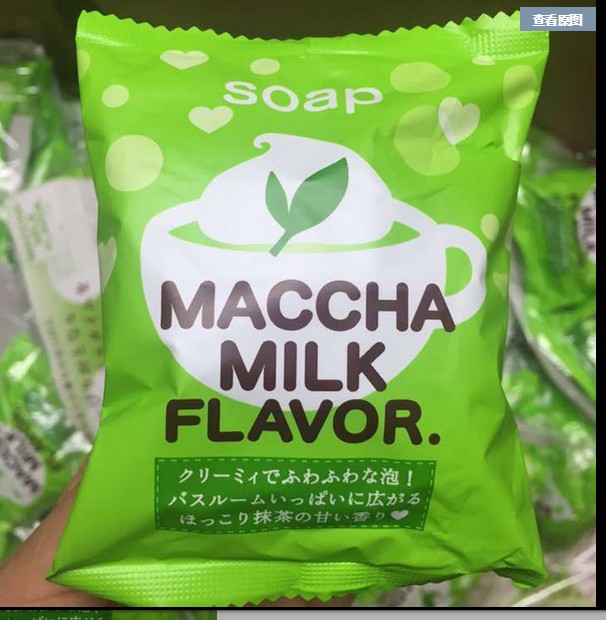 查看原图
soap
MACCHA
MILK
FLAVOR.
クリーミィでふわふわな泡！
バスルームいっぱいに広がる
ほっこり抹茶の甘い香り♥